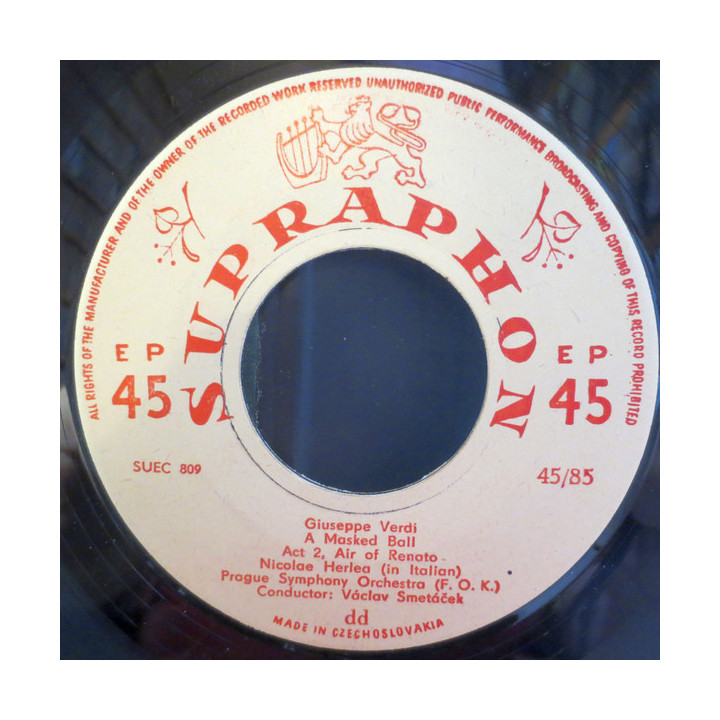 ALL RIGHTS OF THE MANUFACTURER AND OF THE OWNER OF THE RECORDED WORK RESERVED UNAUTHORIZED PUBLIC PERFORMANCE BROADCASTING AND COPYING OF THIS RECORD PROHIBITED
SUPRAPHON
EP
45
EP
45
SUEC 809
45/85
Giuseppe Verdi
A Masked Ball
Act 2, Air of Renato
Nicolae Herlea (in Italian)
Prague Symphony Orchestra (F. O. K.)
Conductor: Václav Smetáček
dd
MADE IN CZECHOSLOVAKIA